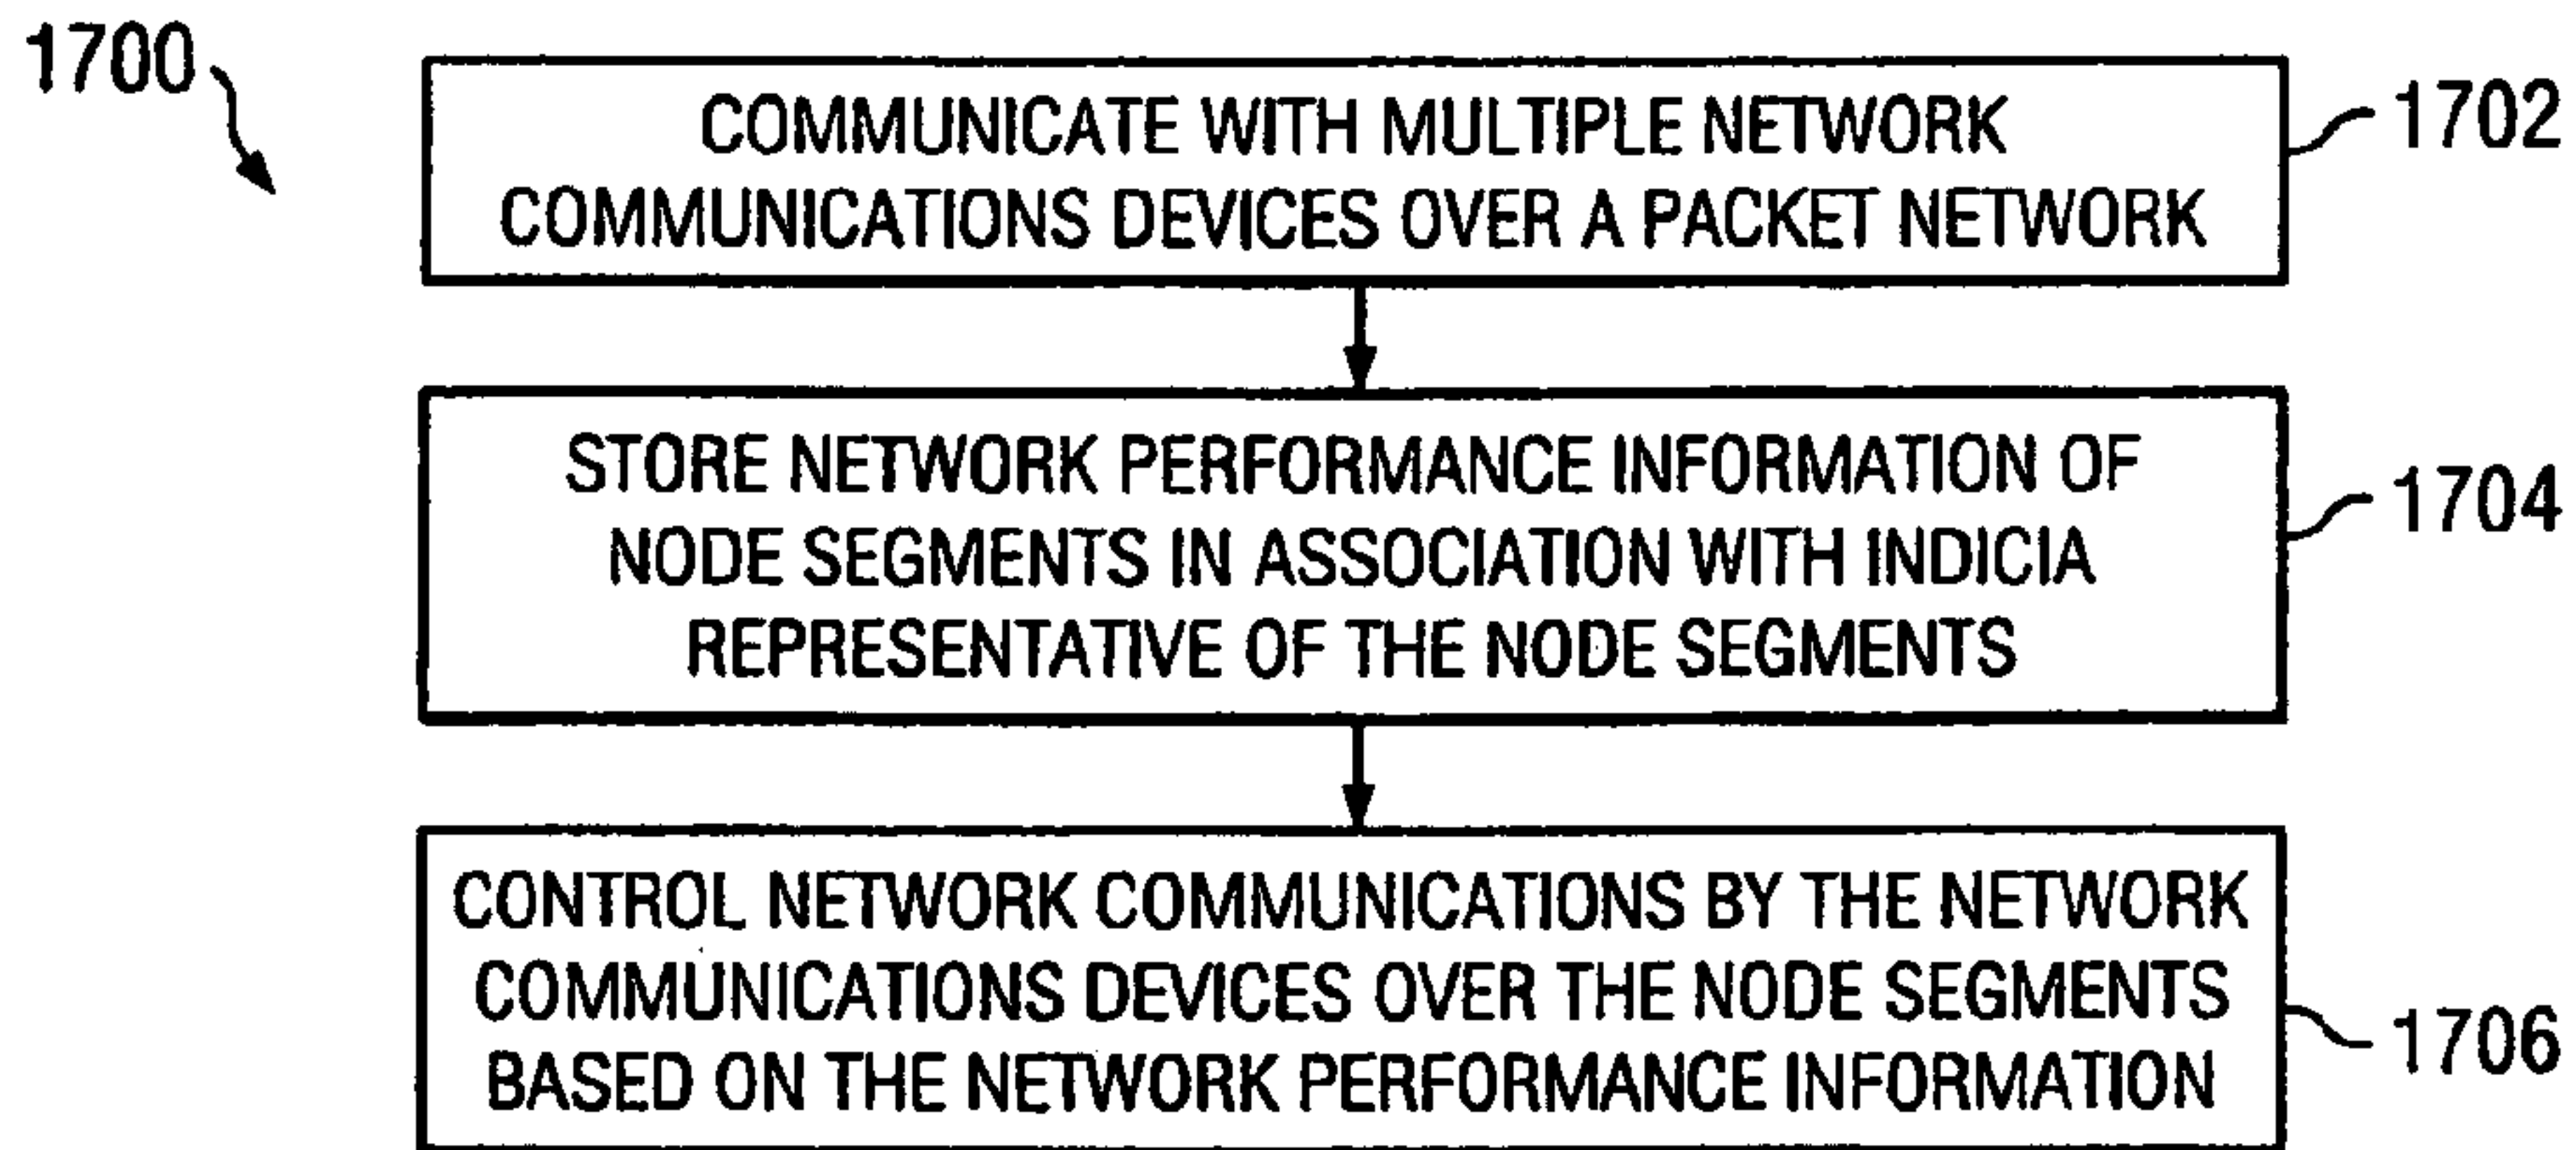 1700
COMMUNICATE WITH MULTIPLE NETWORK
COMMUNICATIONS DEVICES OVER A PACKET NETWORK
1702
STORE NETWORK PERFORMANCE INFORMATION OF
NODE SEGMENTS IN ASSOCIATION WITH INDICIA
REPRESENTATIVE OF THE NODE SEGMENTS
1704
CONTROL NETWORK COMMUNICATIONS BY THE NETWORK
COMMUNICATIONS DEVICES OVER THE NODE SEGMENTS
BASED ON THE NETWORK PERFORMANCE INFORMATION
1706